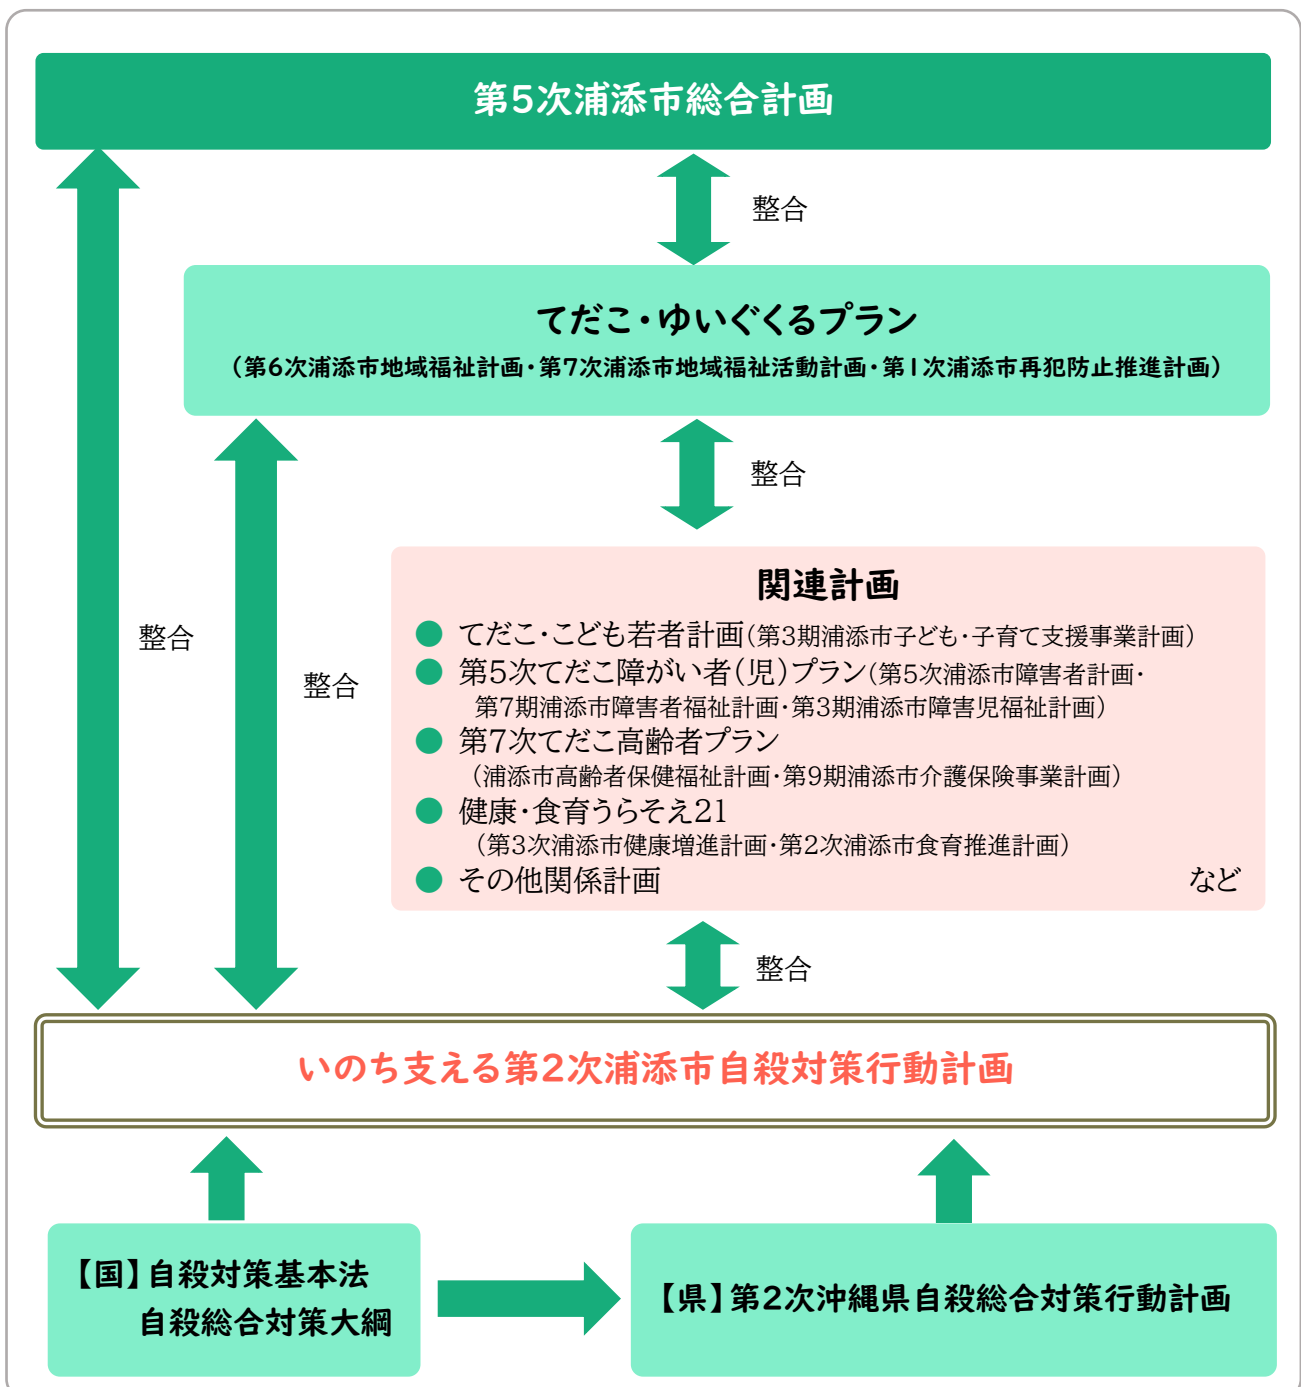 第5次浦添市総合計画
整合
てだこ・ゆいぐくるプラン
（第6次浦添市地域福祉計画・第7次浦添市地域福祉活動計画・第1次浦添市再犯防止推進計画）
整合
関連計画
● てだこ・こども若者計画（第3期浦添市子ども・子育て支援事業計画）
● 第5次てだこ障がい者（児）プラン（第5次浦添市障害者計画・
第7期浦添市障害者福祉計画・第3期浦添市障害児福祉計画）
● 第7次てだこ高齢者プラン
（浦添市高齢者保健福祉計画・第9期浦添市介護保険事業計画）
● 健康・食育うらそえ21
（第3次浦添市健康増進計画・第2次浦添市食育推進計画）
● その他関係計画 など
整合
整合
整合
いのち支える第2次浦添市自殺対策行動計画
【国】自殺対策基本法
自殺総合対策大綱
【県】第2次沖縄県自殺総合対策行動計画